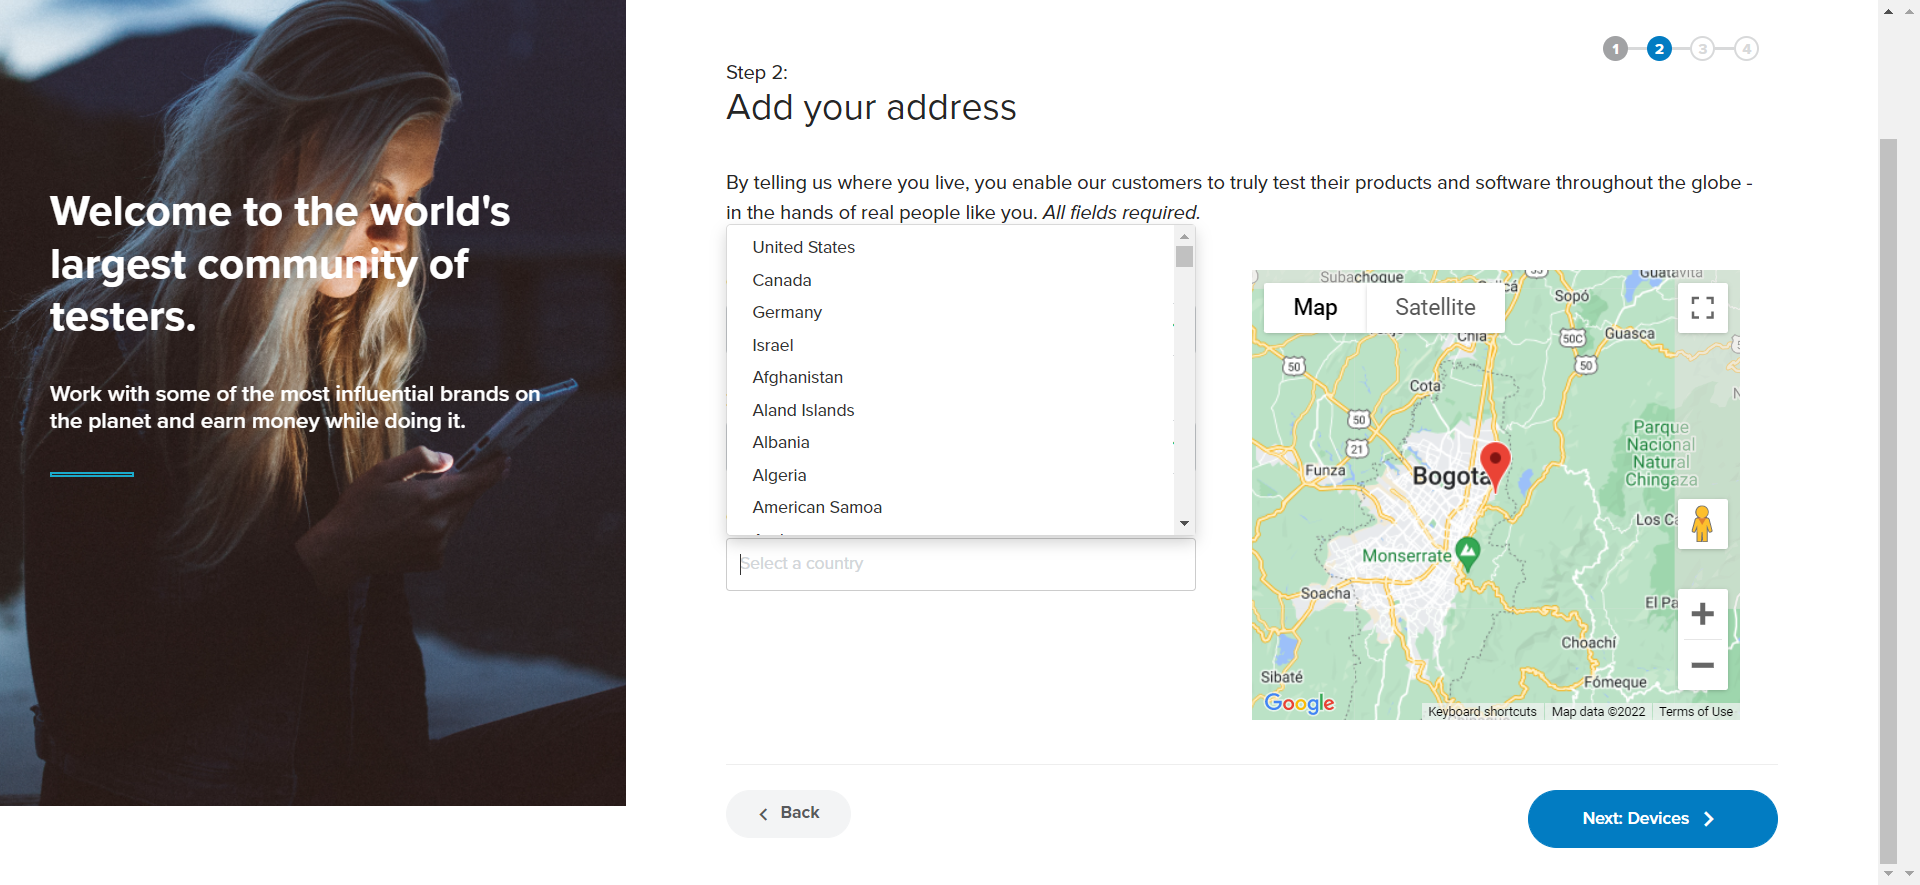 Welcome to the world's
largest community of
testers.
Work with some of the most influential brands on
the planet and earn money while doing it.
1 2 3 4
Step 2:
Add your address
By telling us where you live, you enable our customers to truly test their products and software throughout the globe -
in the hands of real people like you. All fields required.
United States
Canada
Germany
Israel
Afghanistan
Aland Islands
Albania
Algeria
American Samoa
Select a country
Map
Satellite
Subachoque
Guatavita
Sopó
Guasca
Chía
50C
50
50
Cota
50
21
Funza
Bogota
Parque
Nacional
Natural
Chingaza
Monserrate
Soacha
Choachí
Sibaté
Fómeque
Google
Keyboard shortcuts
Map data ©2022
Terms of Use
Back
Next: Devices